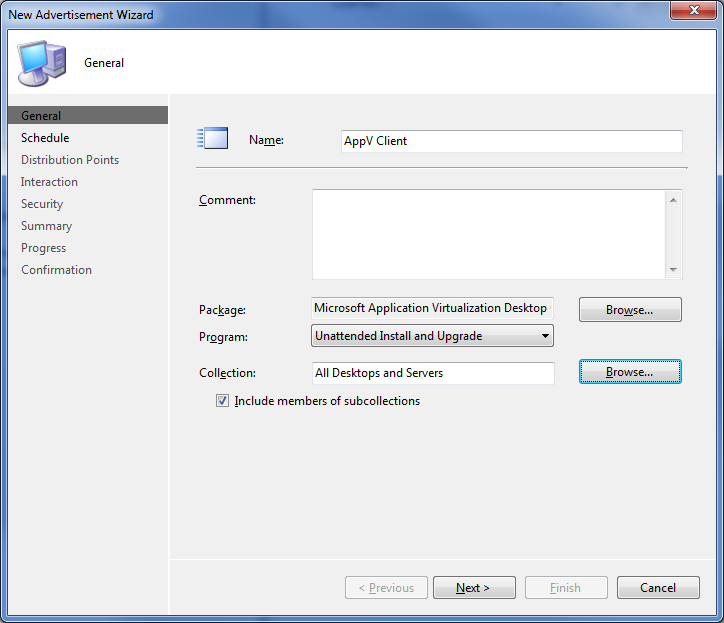 New Advertisement Wizard
General
General
Schedule
Distribution Points
Interaction
Security
Summary
Progress
Confirmation
Name: AppV Client
Comment:
Package: Microsoft Application Virtualization Desktop Browse...
Program: Unattended Install and Upgrade
Collection: All Desktops and Servers Browse...
Include members of subcollections
< Previous Next > Finish Cancel